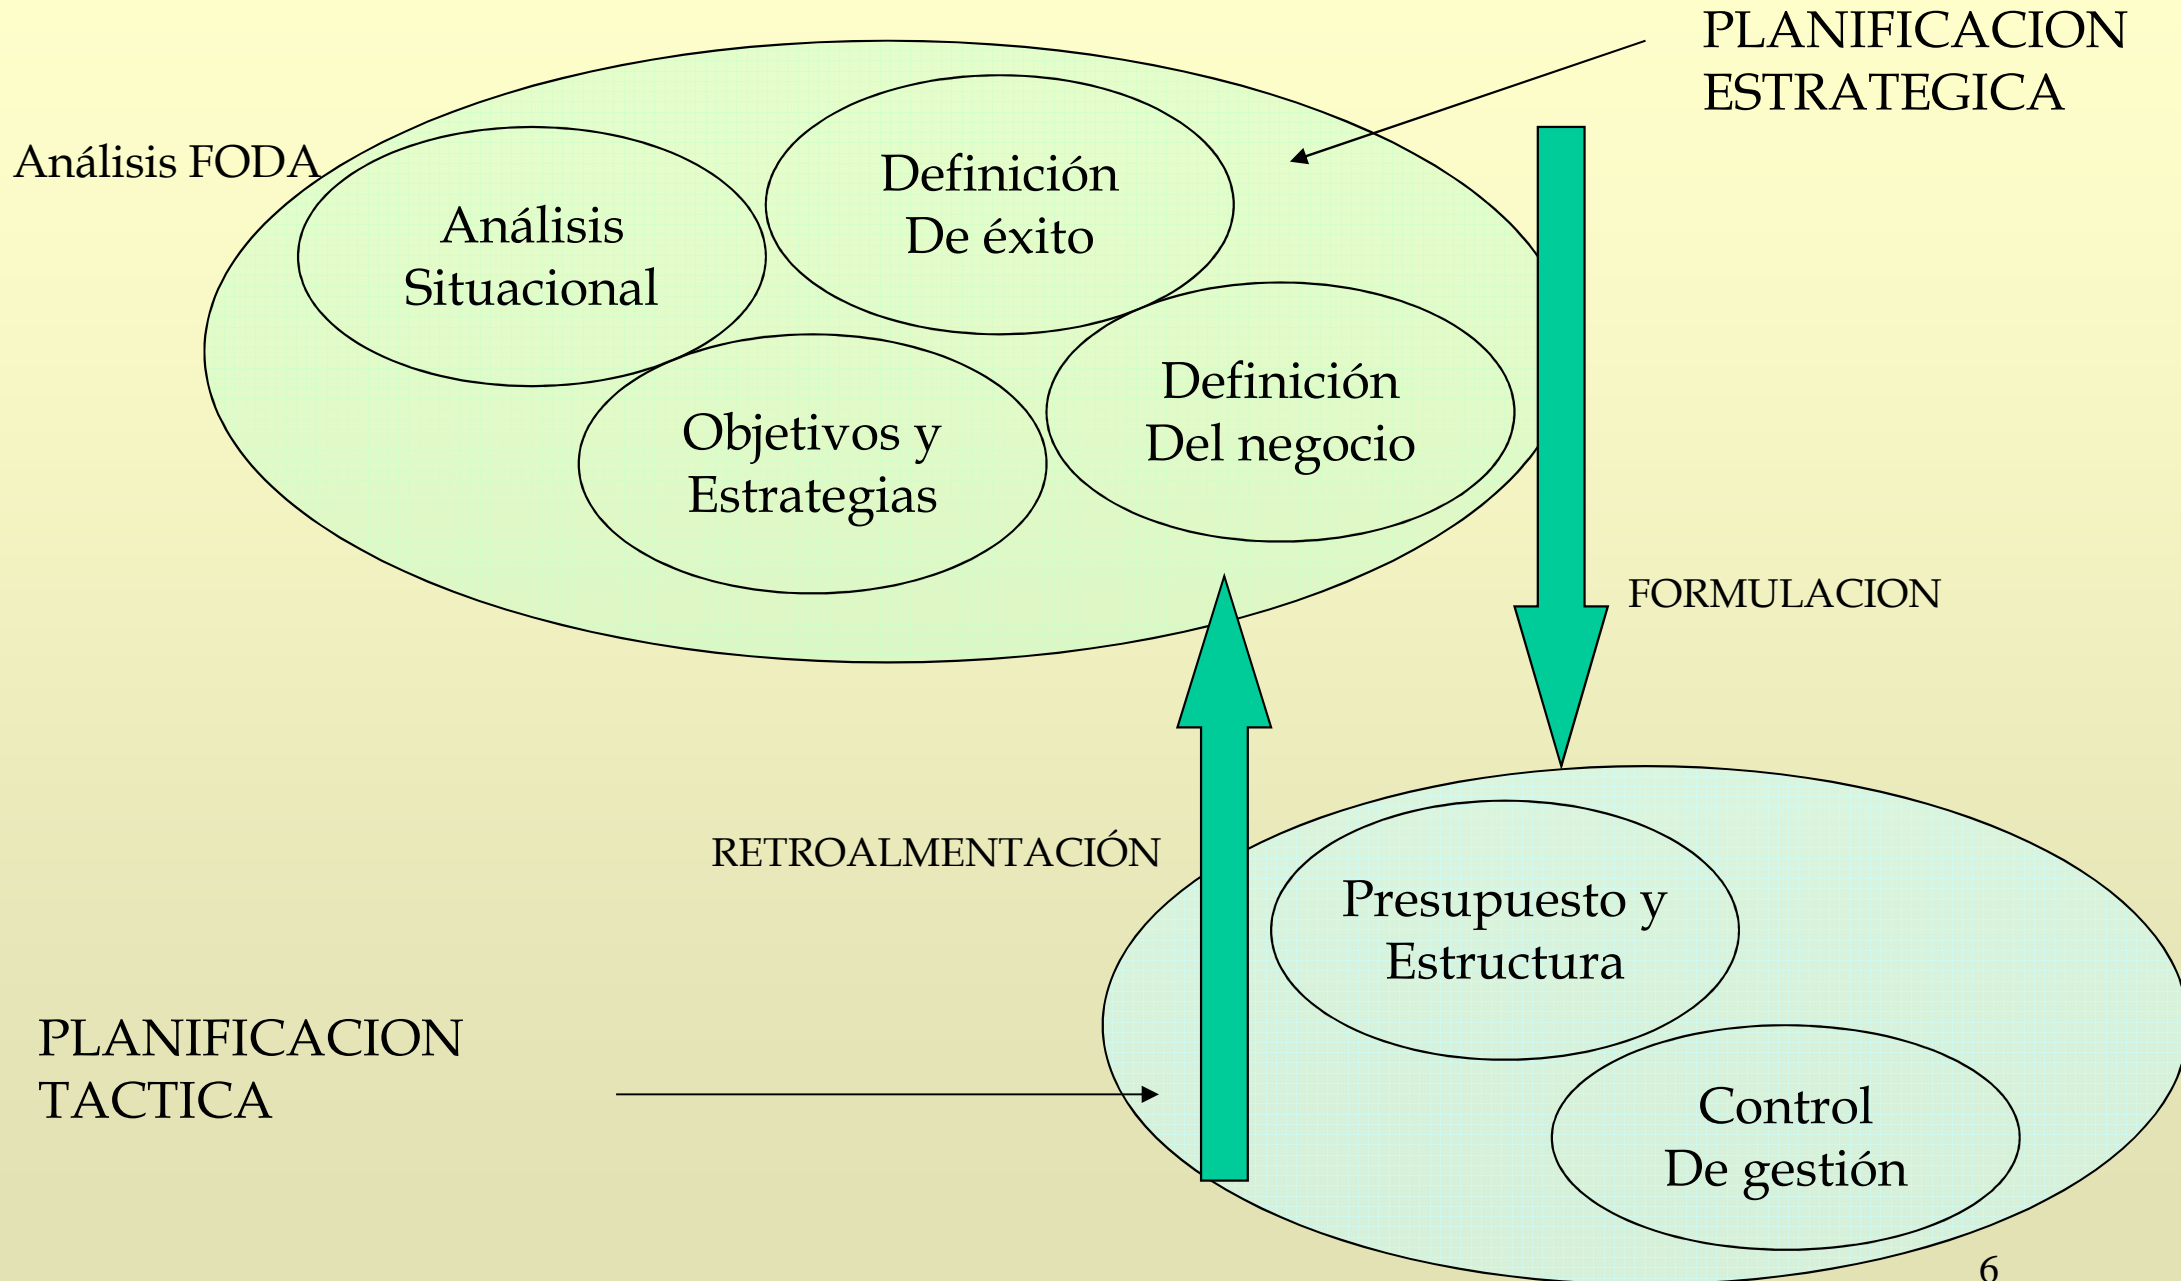 PLANIFICACION
ESTRATEGICA
Análisis FODA
Definición
De éxito
Análisis
Situacional
Definición
Del negocio
Objetivos y
Estrategias
FORMULACION
RETROALMENTACIÓN
Presupuesto y
Estructura
PLANIFICACION
TACTICA
Control
De gestión
6